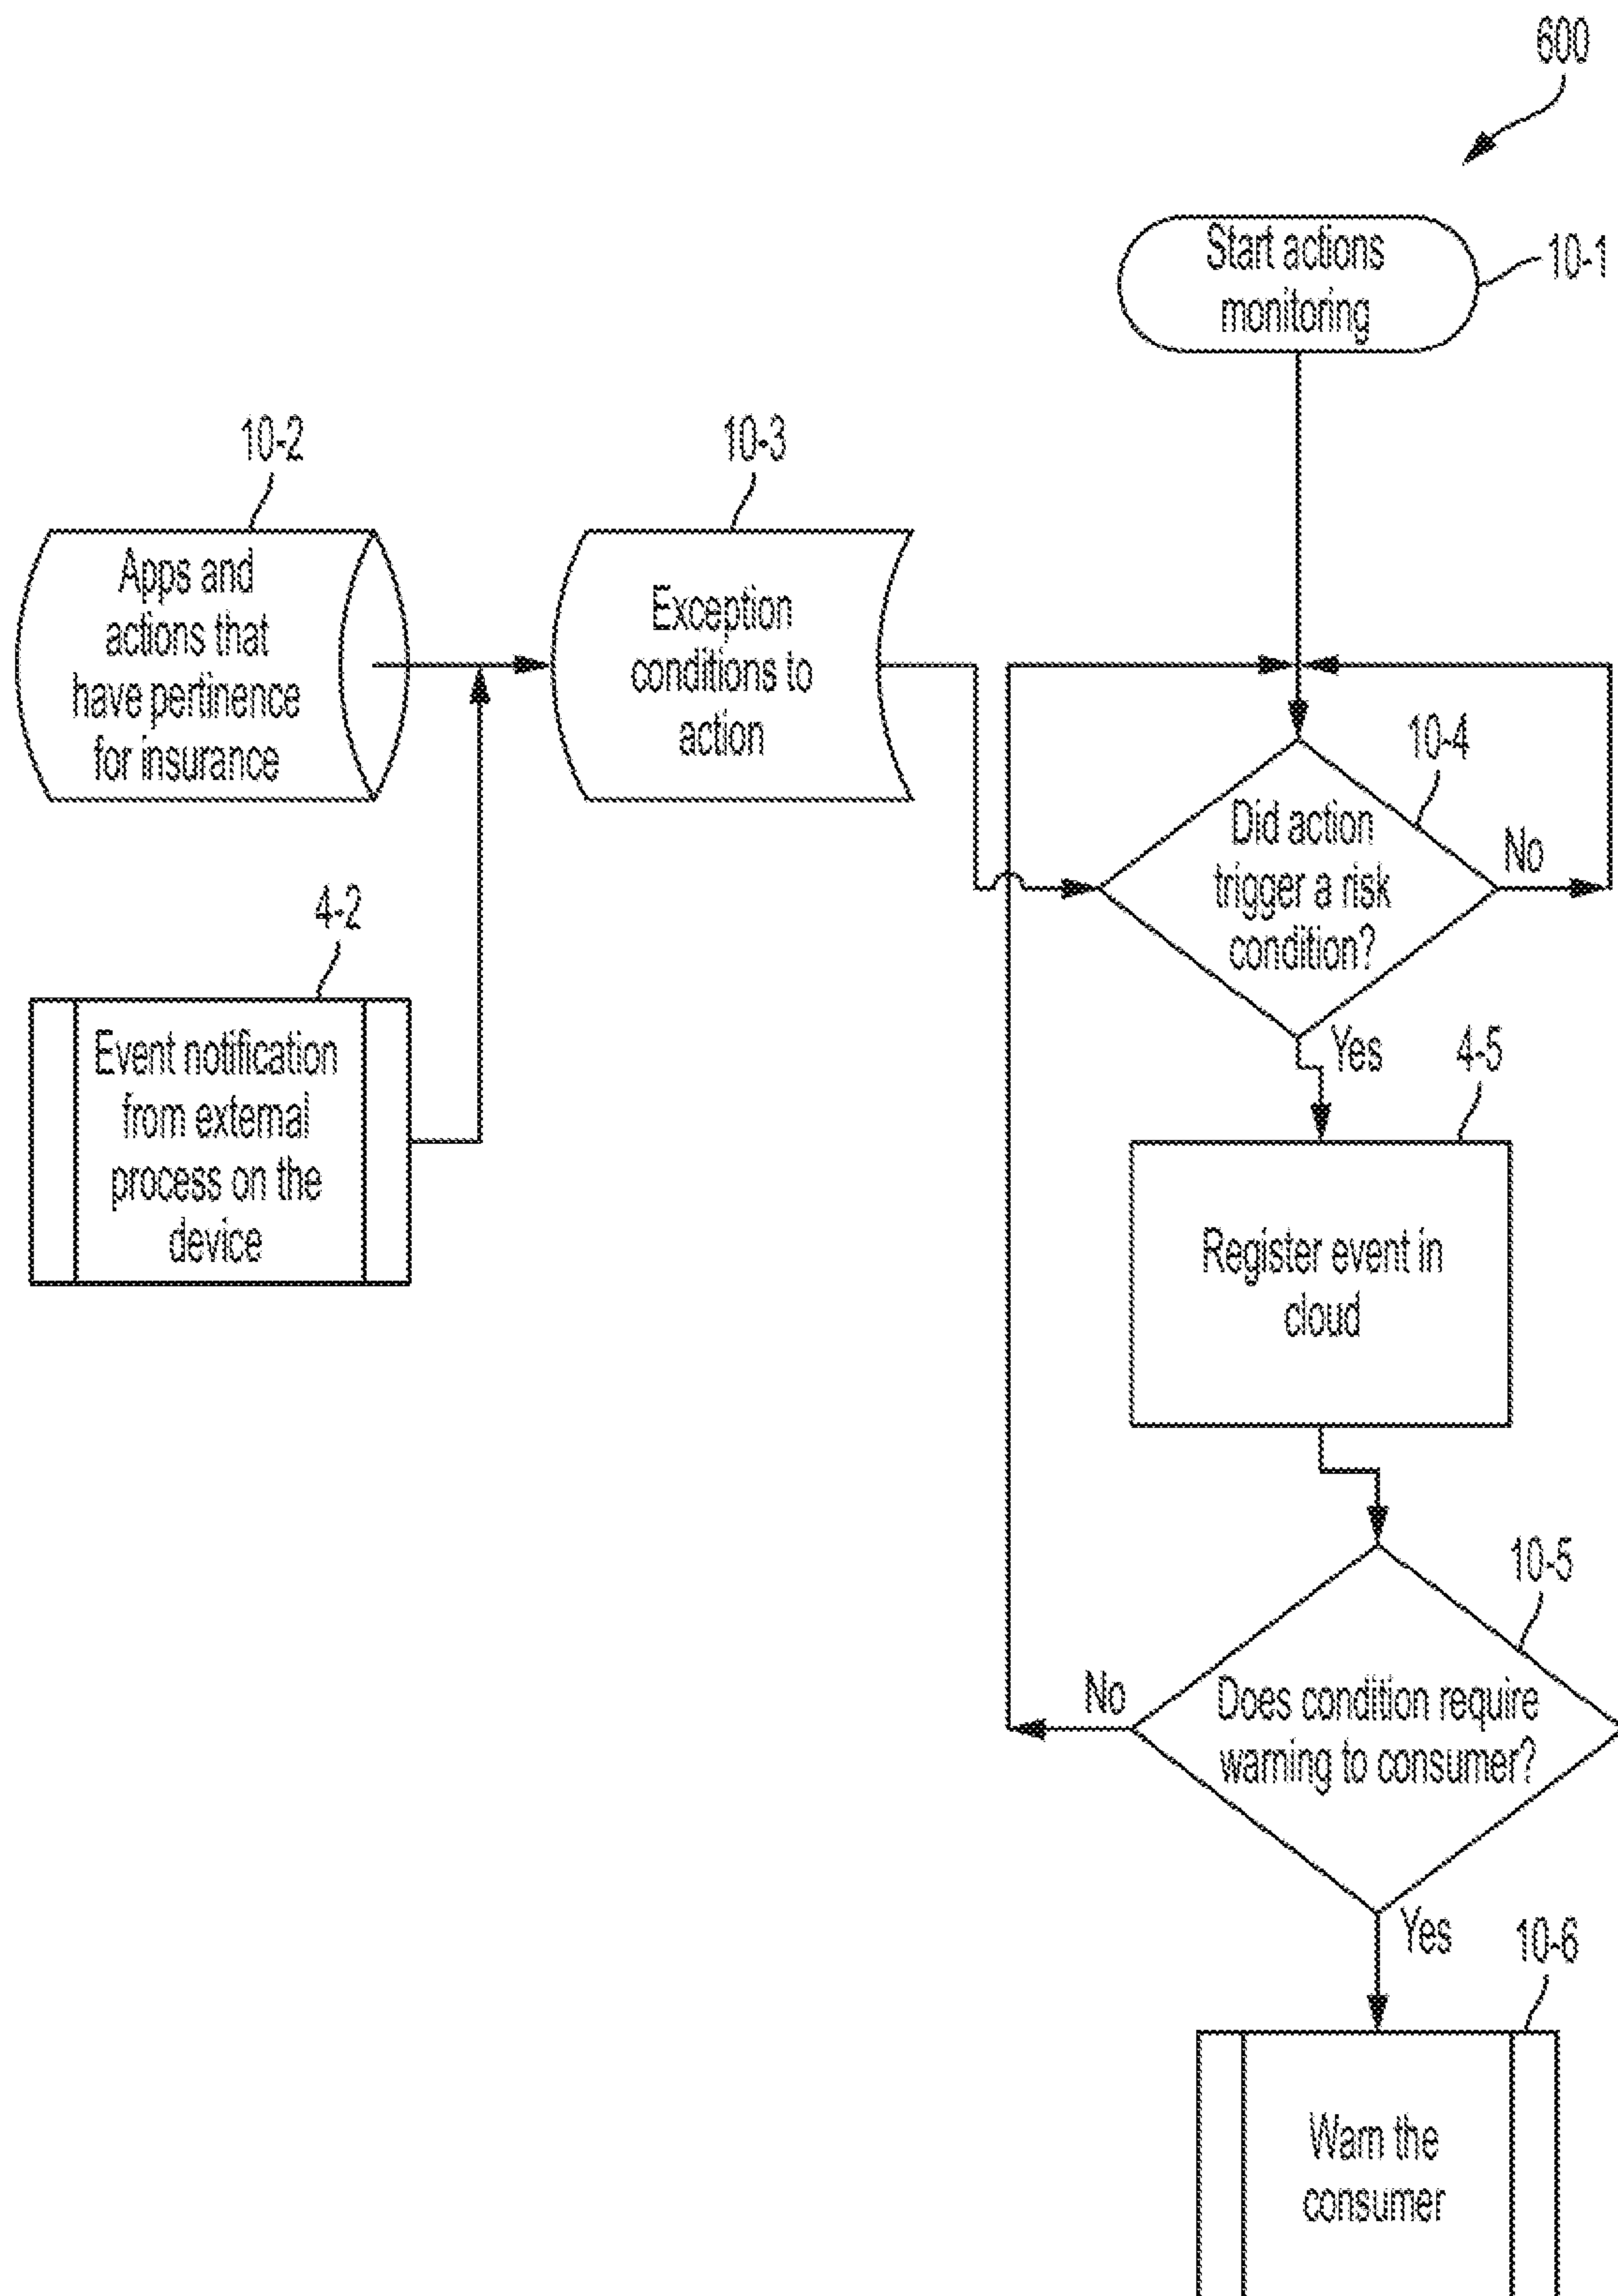 600
Start actions
monitoring
10-1
10-2
Apps and
actions that
have pertinence
for insurance
10-3
Exception
conditions to
action
10-4
Did action
trigger a risk
condition?
No
Yes
4-2
Event notification
from external
process on the
device
4-5
Register event in
cloud
10-5
Does condition require
warning to consumer?
No
Yes
10-6
Warn the
consumer